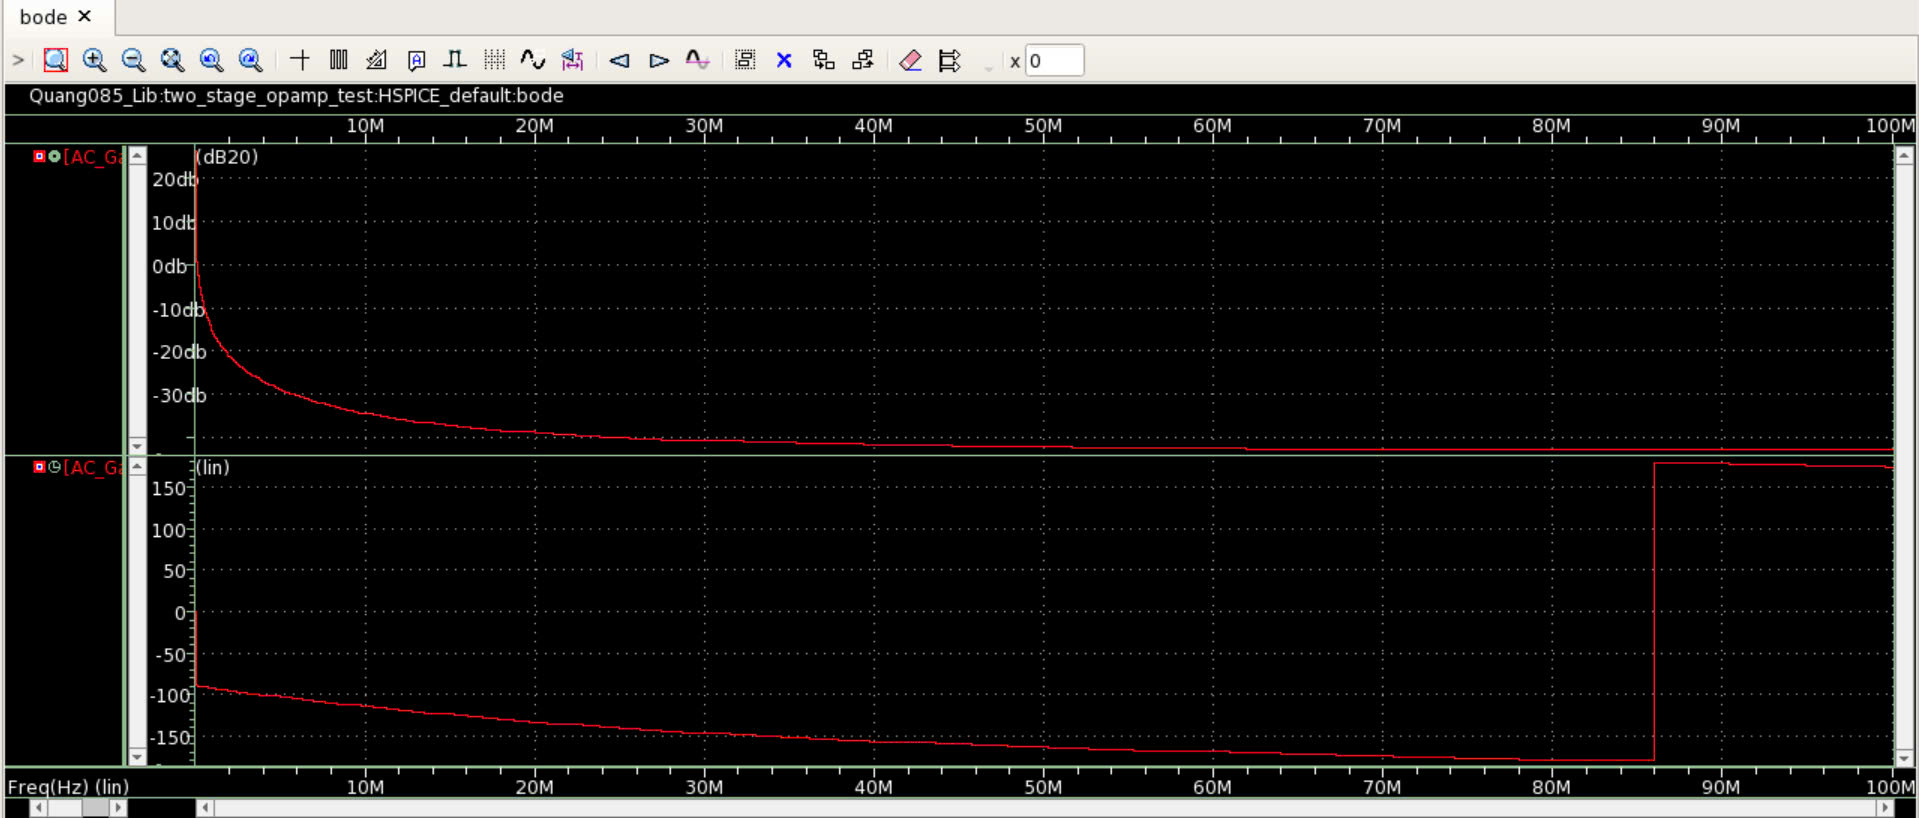 bode
x 0
Quang085_Lib:two_stage_opamp_test:HSPICE_default:bode
10M 20M 30M 40M 50M 60M 70M 80M 90M 100M
[AC_Ga
(dB20)
20db
10db
0db
-10db
-20db
-30db
[AC_Ga
(lin)
150
100
50
0
-50
-100
-150
Freq(Hz) (lin) 10M 20M 30M 40M 50M 60M 70M 80M 90M 100M